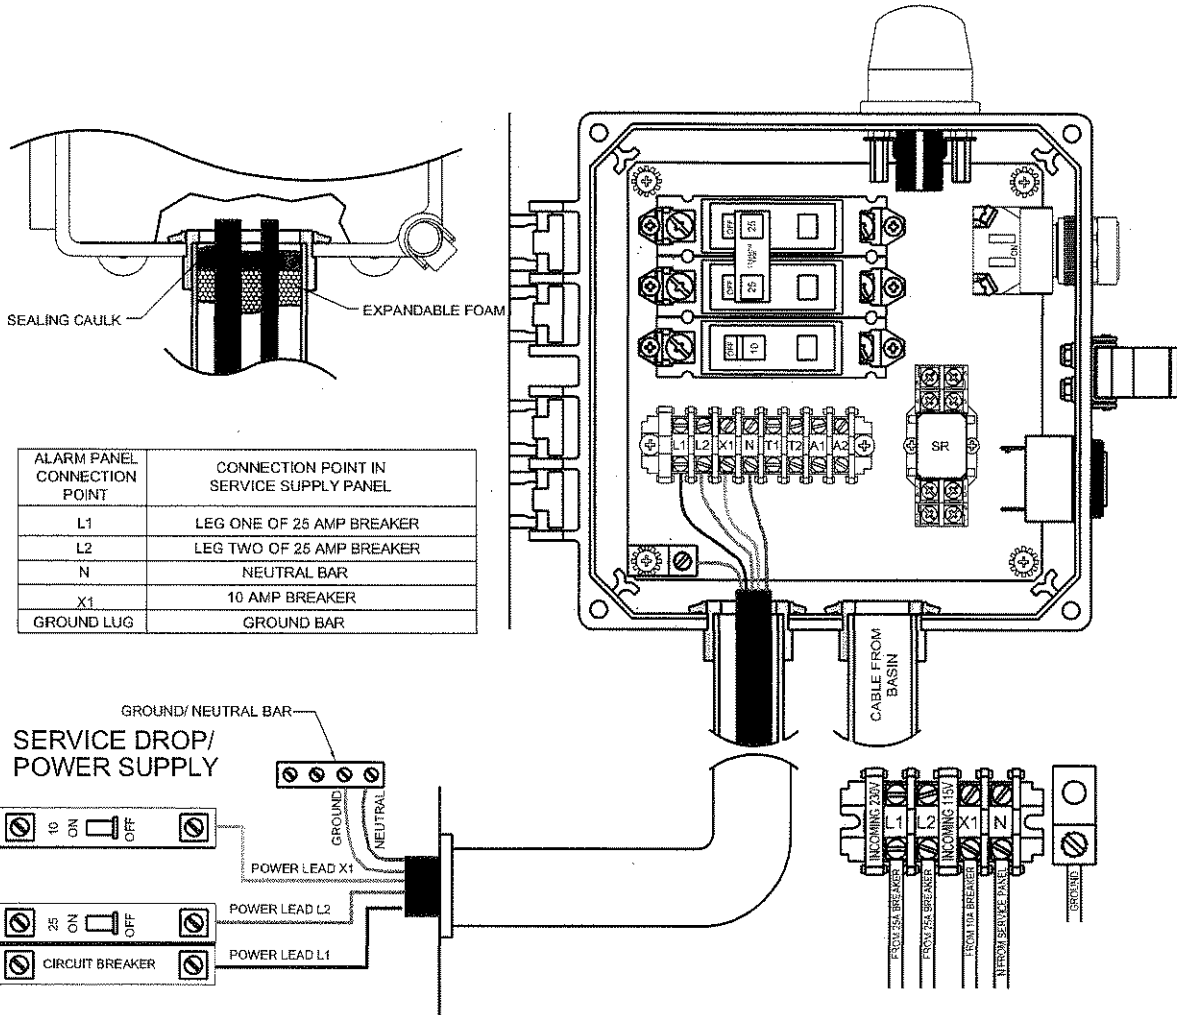 SEALING CAULK
EXPANDABLE FOAM
ALARM PANEL
CONNECTION
POINT
CONNECTION POINT IN
SERVICE SUPPLY PANEL
L1
LEG ONE OF 25 AMP BREAKER
L2
LEG TWO OF 25 AMP BREAKER
N
NEUTRAL BAR
X1
10 AMP BREAKER
GROUND LUG
GROUND BAR
OFF
25
OFF
25
OFF
10
ON
L1 L2 X1 N T1 T2 A1 A2
SR
CABLE FROM
BASIN
GROUND/ NEUTRAL BAR
SERVICE DROP/
POWER SUPPLY
GROUND
NEUTRAL
10
ON
OFF
POWER LEAD X1
25
ON
OFF
POWER LEAD L2
CIRCUIT BREAKER
POWER LEAD L1
INCOMING 230V
L1
L2
INCOMING 115V
X1
N
FROM 25A BREAKER
FROM 25A BREAKER
FROM 10A BREAKER
N FROM SERVICE PANEL
GROUND